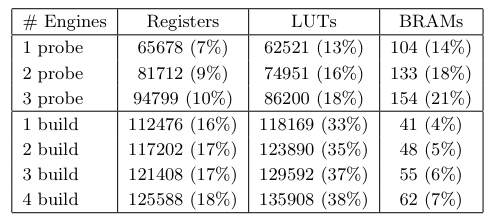 # Engines Registers LUTs BRAMs
1 probe 65678 (7%) 62521 (13%) 104 (14%)
2 probe 81712 (9%) 74951 (16%) 133 (18%)
3 probe 94799 (10%) 86200 (18%) 154 (21%)
1 build 112476 (16%) 118169 (33%) 41 (4%)
2 build 117202 (17%) 123890 (35%) 48 (5%)
3 build 121408 (17%) 129592 (37%) 55 (6%)
4 build 125588 (18%) 135908 (38%) 62 (7%)